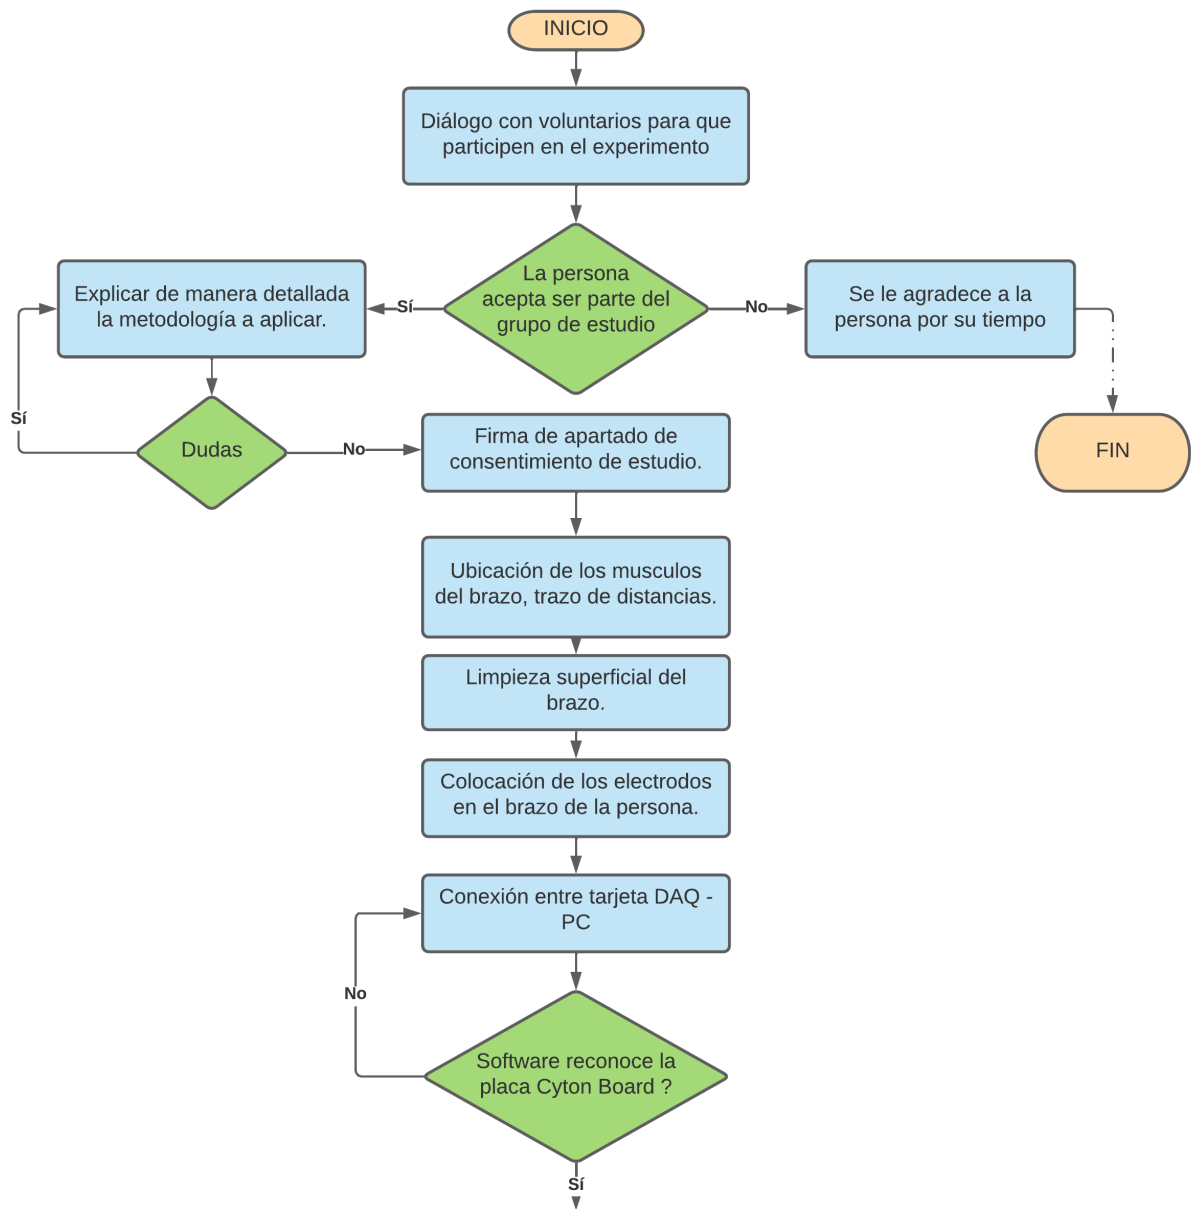 INICIO
Diálogo con voluntarios para que
participen en el experimento
La persona
acepta ser parte del
grupo de estudio
Sí
No
Explicar de manera detallada
la metodología a aplicar.
Se le agradece a la
persona por su tiempo
Sí
Dudas
No
Firma de apartado de
consentimiento de estudio.
FIN
Ubicación de los musculos
del brazo, trazo de distancias.
Limpieza superficial del
brazo.
Colocación de los electrodos
en el brazo de la persona.
Conexión entre tarjeta DAQ -
PC
No
Software reconoce la
placa Cyton Board ?
Sí